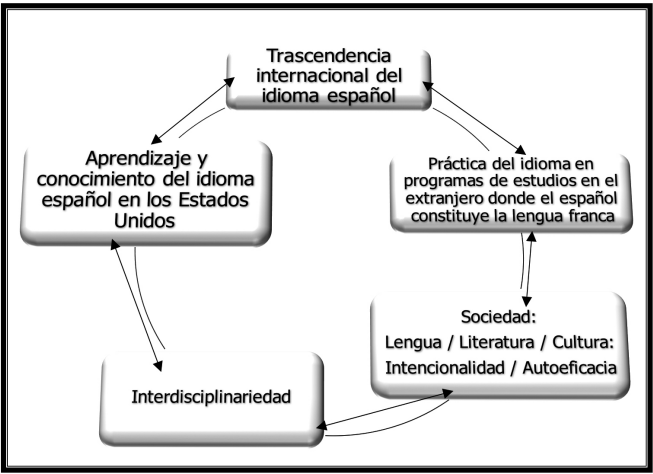 Trascendencia
internacional del
idioma español
Aprendizaje y
conocimiento del idioma
español en los Estados
Unidos
Práctica del idioma en
programas de estudios en el
extranjero donde el español
constituye la lengua franca
Sociedad:
Lengua / Literatura / Cultura:
Intencionalidad / Autoeficacia
Interdisciplinariedad